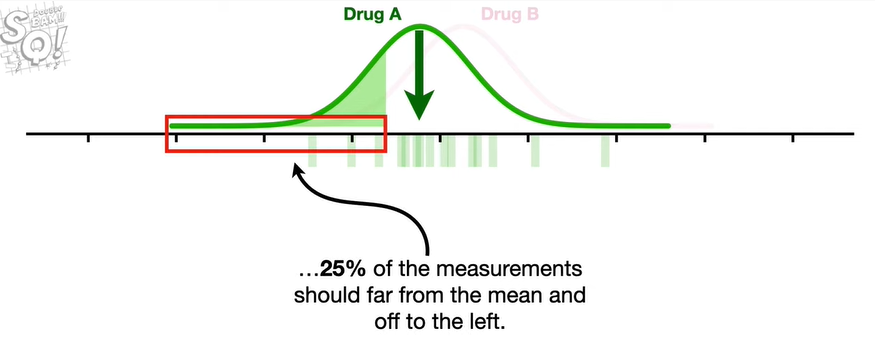 Drug A
Drug B
...25% of the measurements
should far from the mean and
off to the left.